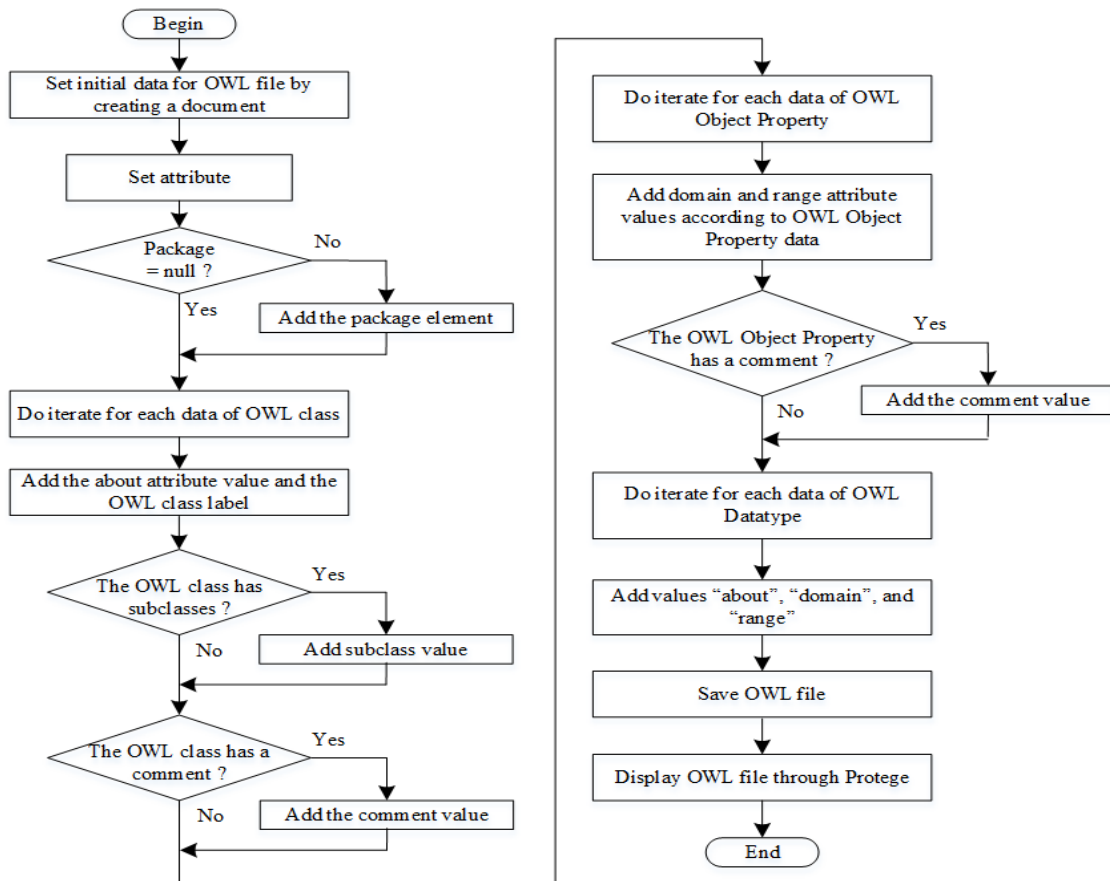 Begin
Set initial data for OWL file by
creating a document
Set attribute
Package
= null ?
No
Yes
Add the package element
Do iterate for each data of OWL class
Add the about attribute value and the
OWL class label
The OWL class has
subclasses ?
Yes
No
Add subclass value
The OWL class has a
comment ?
Yes
No
Add the comment value
Do iterate for each data of OWL
Object Property
Add domain and range attribute
values according to OWL Object
Property data
The OWL Object Property
has a comment ?
Yes
No
Add the comment value
Do iterate for each data of OWL
Datatype
Add values “about”, “domain”, and
“range”
Save OWL file
Display OWL file through Protege
End